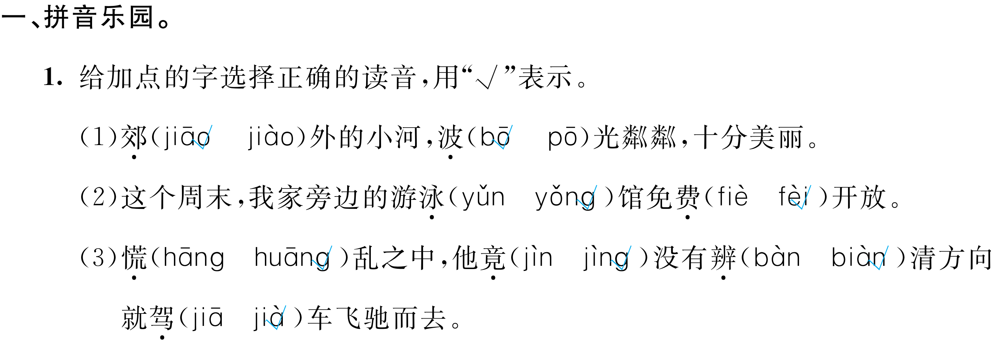 一、拼音乐园。
1. 给加点的字选择正确的读音,用“√”表示。
(1)郊(jiāo√ jiào)外的小河,波(bō√ pō)光粼粼,十分美丽。
(2)这个周末,我家旁边的游泳(yǔn yǒng√)馆免费(fiè fèi√)开放。
(3)慌(hāng huāng√)乱之中,他竟(jìn jìng√)没有辨(bàn biàn√)清方向
就驾(jiā jià√)车飞驰而去。